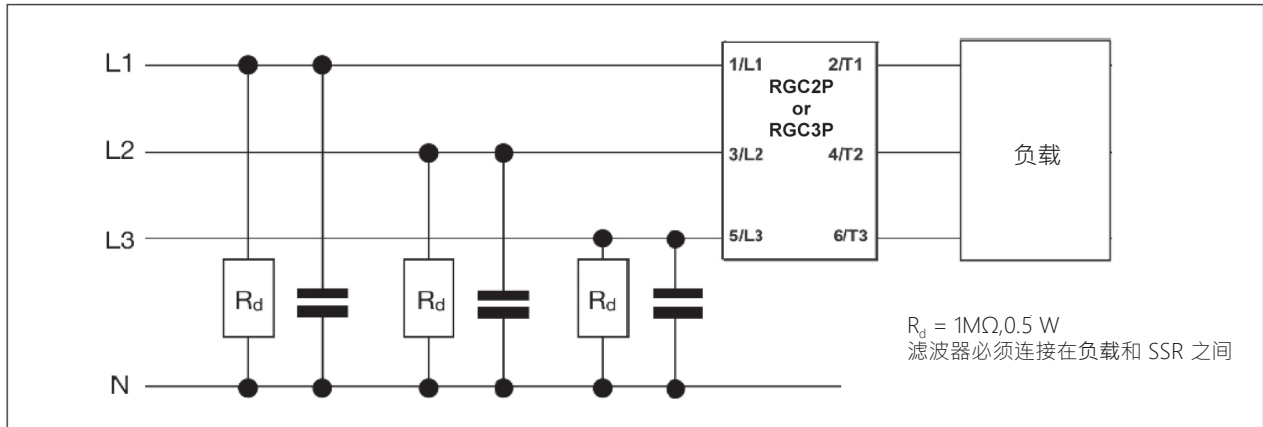 L1
1/L1 2/T1
RGC2P
or
RGC3P
L2
3/L2 4/T2
负载
L3
5/L3 6/T3
Rd
Rd
Rd
Rd = 1MΩ,0.5 W
滤波器必须连接在负载和 SSR 之间
N